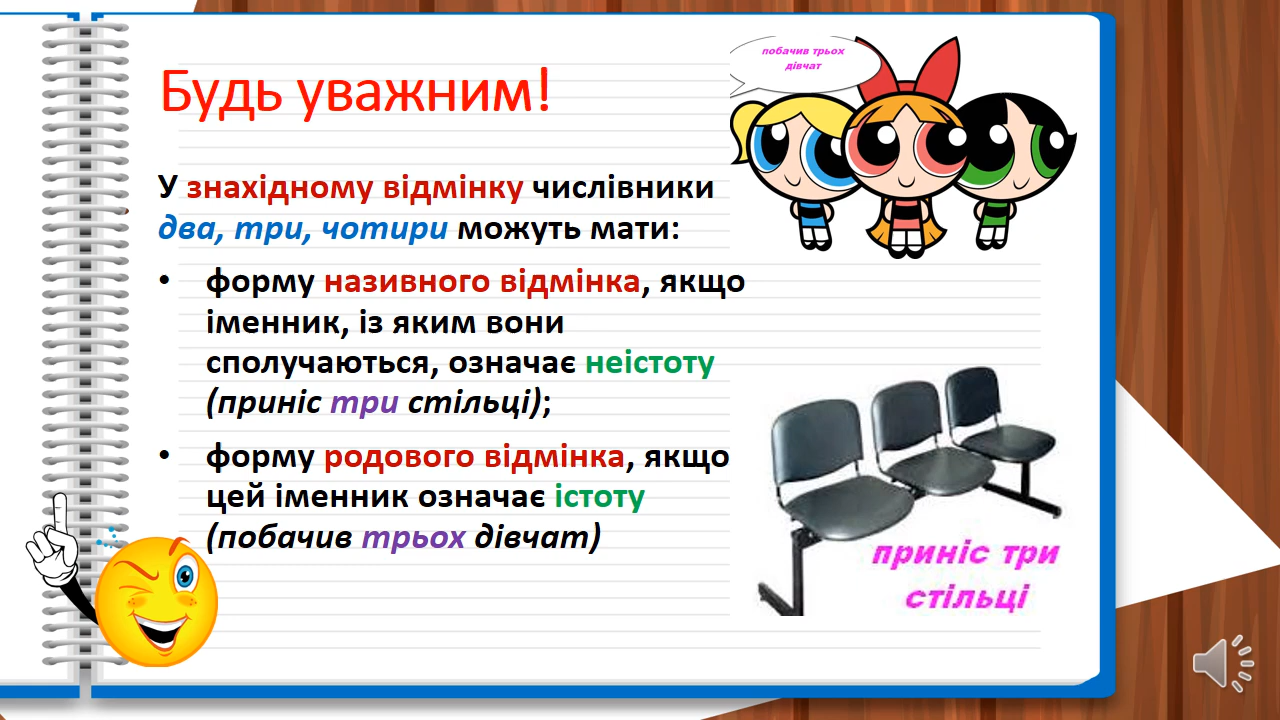 Будь уважним!
побачив трьох
дівчат
У знахідному відмінку числівники
два, три, чотири можуть мати:
• форму називного відмінка, якщо
іменник, із яким вони
сполучаються, означає неістоту
(приніс три стільці);
• форму родового відмінка, якщо
цей іменник означає істоту
(побачив трьох дівчат)
приніс три
стільці